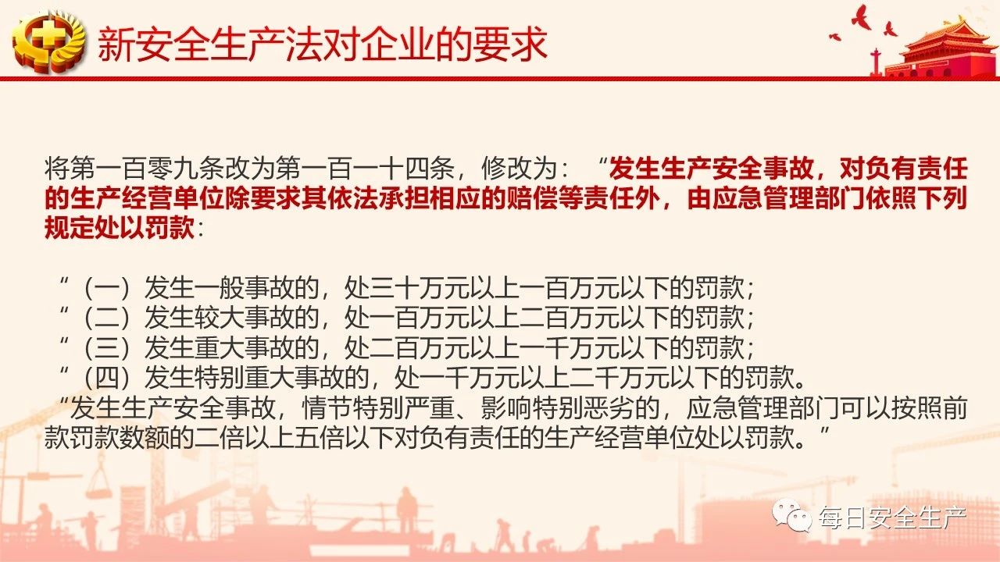 新安全生产法对企业的要求
将第一百零九条改为第一百一十四条，修改为：“发生生产安全事故，对负有责任
的生产经营单位除要求其依法承担相应的赔偿等责任外，由应急管理部门依照下列
规定处以罚款：
“（一）发生一般事故的，处三十万元以上一百万元以下的罚款；
“（二）发生较大事故的，处一百万元以上二百万元以下的罚款；
“（三）发生重大事故的，处二百万元以上一千万元以下的罚款；
“（四）发生特别重大事故的，处一千万元以上二千万元以下的罚款。
“发生生产安全事故，情节特别严重、影响特别恶劣的，应急管理部门可以按照前
款罚款数额的二倍以上五倍以下对负有责任的生产经营单位处以罚款。”
每日安全生产